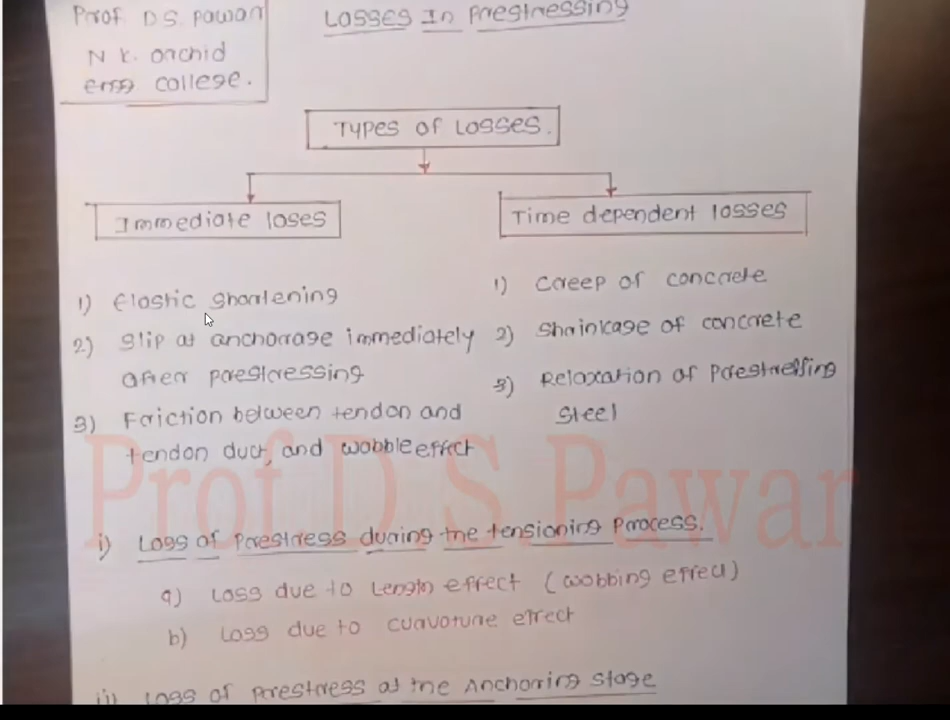 Prof D.S. Pawar
N K. orchid
engg college.
Losses In Prestressing
Types of Losses.
Immediate loses
Time dependent losses
1) Elastic shortening
2) Slip at anchorage immediately
after prestressing
3) Friction between tendon and
tendon duct, and wobble effect
1) Creep of concrete
2) Shrinkage of concrete
3) Relaxation of Prestressing
Steel
Prof. D S Pawar
i) Loss of Prestress during the tensioning Process.
a) Loss due to Length effect (wobbing effect)
b) Loss due to curvature effect
ii) Loss of prestress at the Anchoring stage